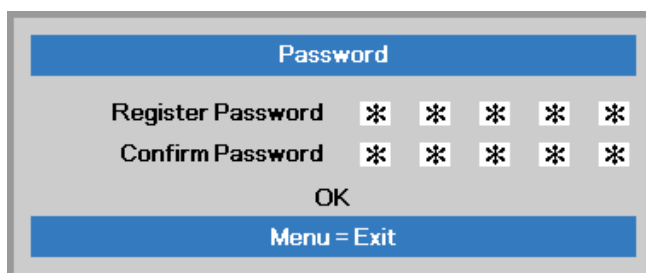 Password
Register Password * * * * *
Confirm Password * * * * *
OK
Menu = Exit